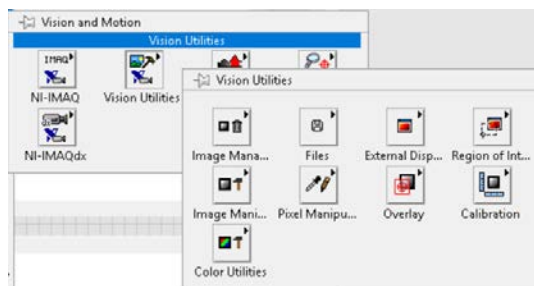 Vision and Motion
Vision Utilities
IMAQ
NI-IMAQ Vision Utilities
NI-IMAQdx
Vision Utilities
Image Mana... Files External Disp... Region of Int...
Image Mani... Pixel Manipu... Overlay Calibration
Color Utilities